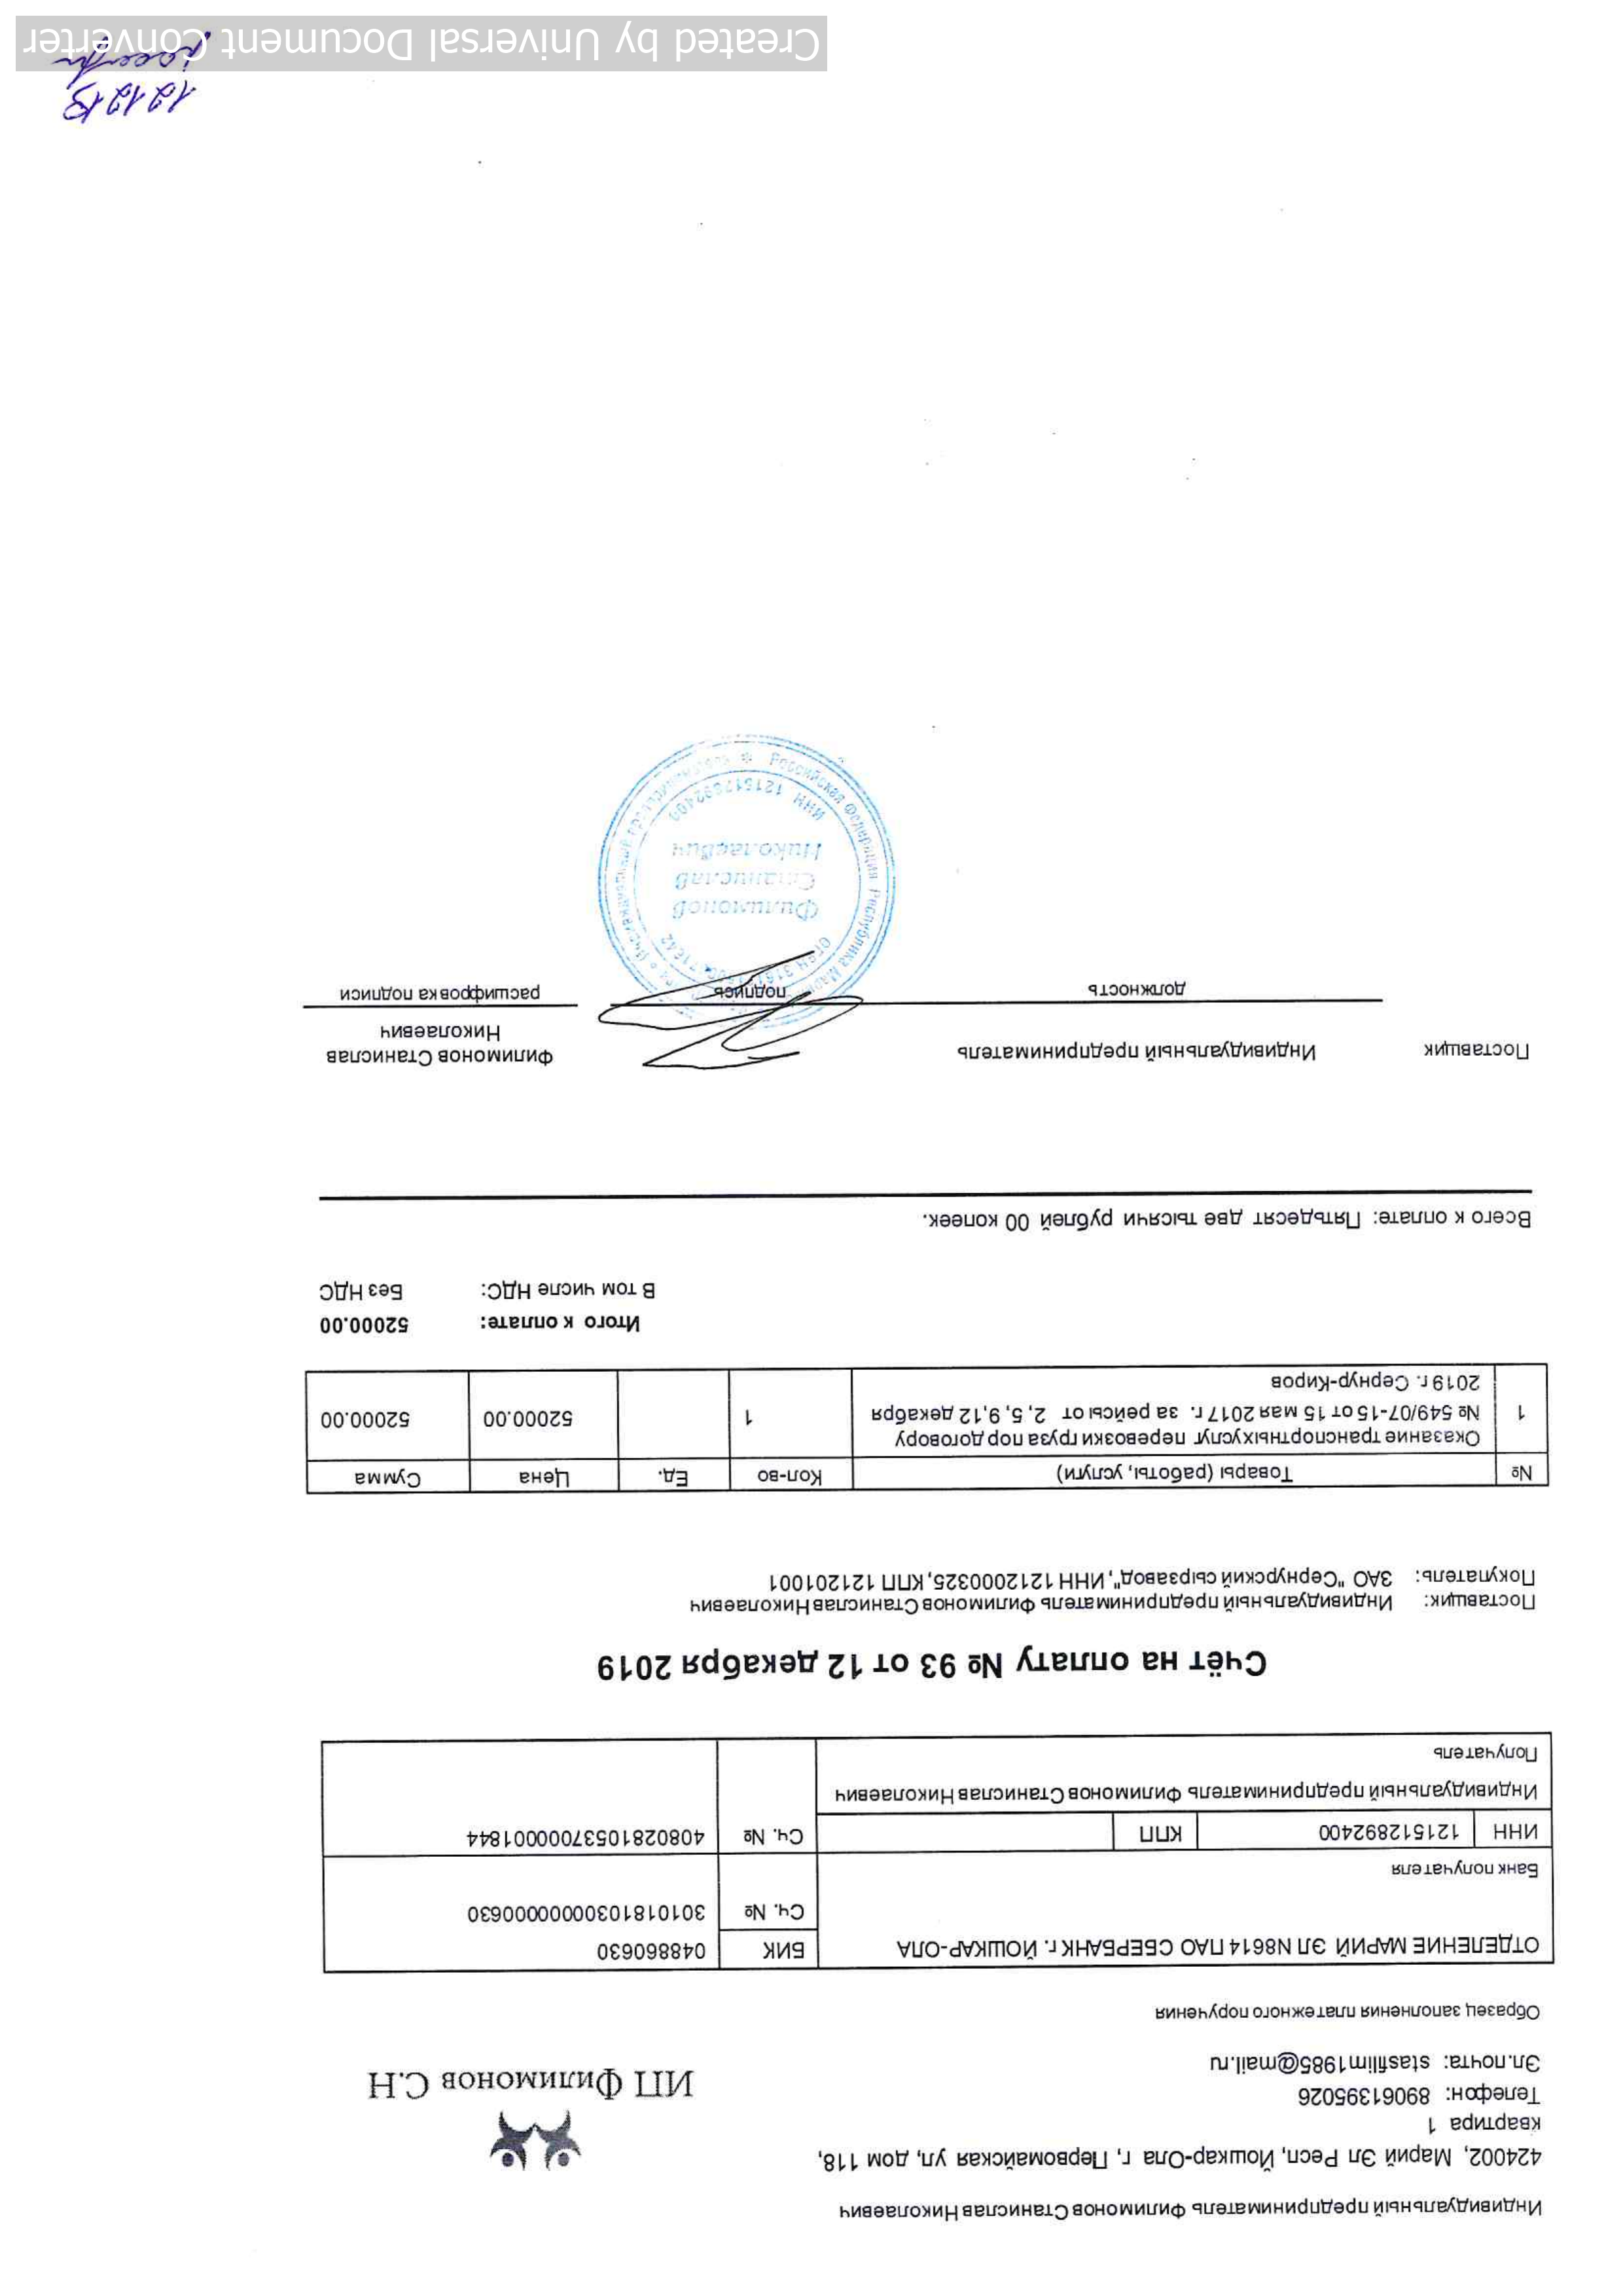 Индивидуальный предприниматель Филимонов Станислав Николаевич
424002, Марий Эл Респ, Йошкар-Ола г, Первомайская ул, дом 118,
квартира 1
Телефон: 89061395026
Эл.почта: stasfilm1985@mail.ru
ИП Филимонов С.Н
Образец заполнения платежного поручения
ОТДЕЛЕНИЕ МАРИЙ ЭЛ N8614 ПАО СБЕРБАНК г. ЙОШКАР-ОЛА
БИК 048860630
Сч. № 30101810300000000630
Банк получателя
ИНН 121512892400 КПП
Сч. № 40802810537000001844
Индивидуальный предприниматель Филимонов Станислав Николаевич
Получатель
Счёт на оплату № 93 от 12 декабря 2019
Поставщик: Индивидуальный предприниматель Филимонов Станислав Николаевич
Покупатель: ЗАО "Сернурский сырзавод", ИНН 1212000325, КПП 121201001
№ Товары (работы, услуги) Кол-во Ед. Цена Сумма
1 Оказание транспортныхуслуг перевозки груза пор договору
№ 549/07-15 от 15 мая 2017 г. за рейсы от 2, 5, 9,12 декабря
2019 г. Сернур-Киров
1 52000.00 52000.00
Итого к оплате: 52000.00
В том числе НДС: Без НДС
Всего к оплате: Пятьдесят две тысячи рублей 00 копеек.
Поставщик Индивидуальный предприниматель Филимонов Станислав
Николаевич
должность подпись расшифровка подписи
Филимонов
Станислав
Николаевич
ИНН 121512892400
Российская Федерация Республика
121219
Created by Universal Document Converter